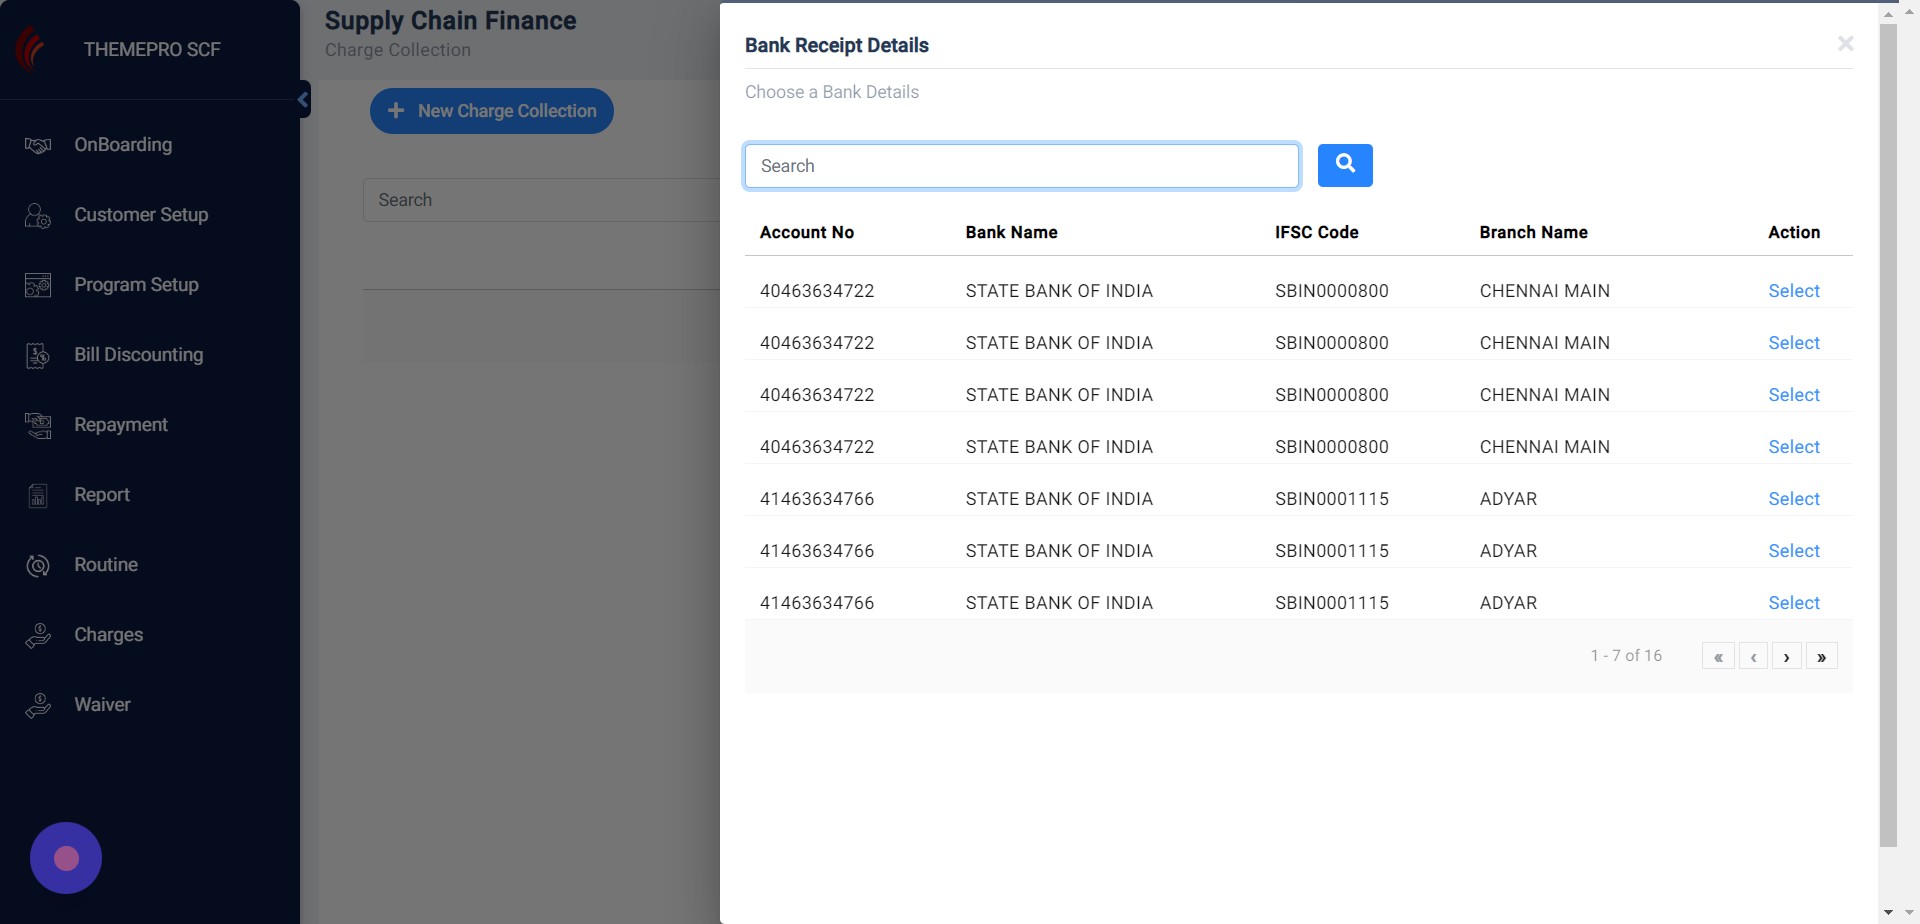 THEMEPRO SCF
OnBoarding
Customer Setup
Program Setup
Bill Discounting
Repayment
Report
Routine
Charges
Waiver
Supply Chain Finance
Charge Collection
New Charge Collection
Search
Bank Receipt Details
Choose a Bank Details
Search
Account No Bank Name IFSC Code Branch Name Action
40463634722 STATE BANK OF INDIA SBIN0000800 CHENNAI MAIN Select
40463634722 STATE BANK OF INDIA SBIN0000800 CHENNAI MAIN Select
40463634722 STATE BANK OF INDIA SBIN0000800 CHENNAI MAIN Select
40463634722 STATE BANK OF INDIA SBIN0000800 CHENNAI MAIN Select
41463634766 STATE BANK OF INDIA SBIN0001115 ADYAR Select
41463634766 STATE BANK OF INDIA SBIN0001115 ADYAR Select
41463634766 STATE BANK OF INDIA SBIN0001115 ADYAR Select
1 - 7 of 16 « ‹ › »